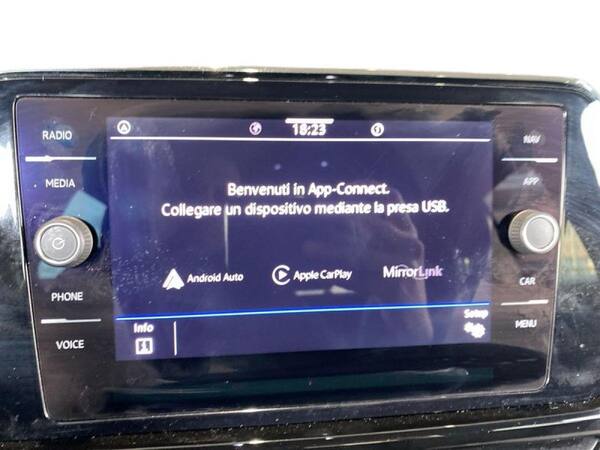 RADIO
MEDIA
PHONE
VOICE
18:23
Benvenuti in App-Connect.
Collegare un dispositivo mediante la presa USB.
Android Auto
Apple CarPlay
MirrorLink
Info
Setup
NAV
APP
CAR
MENU